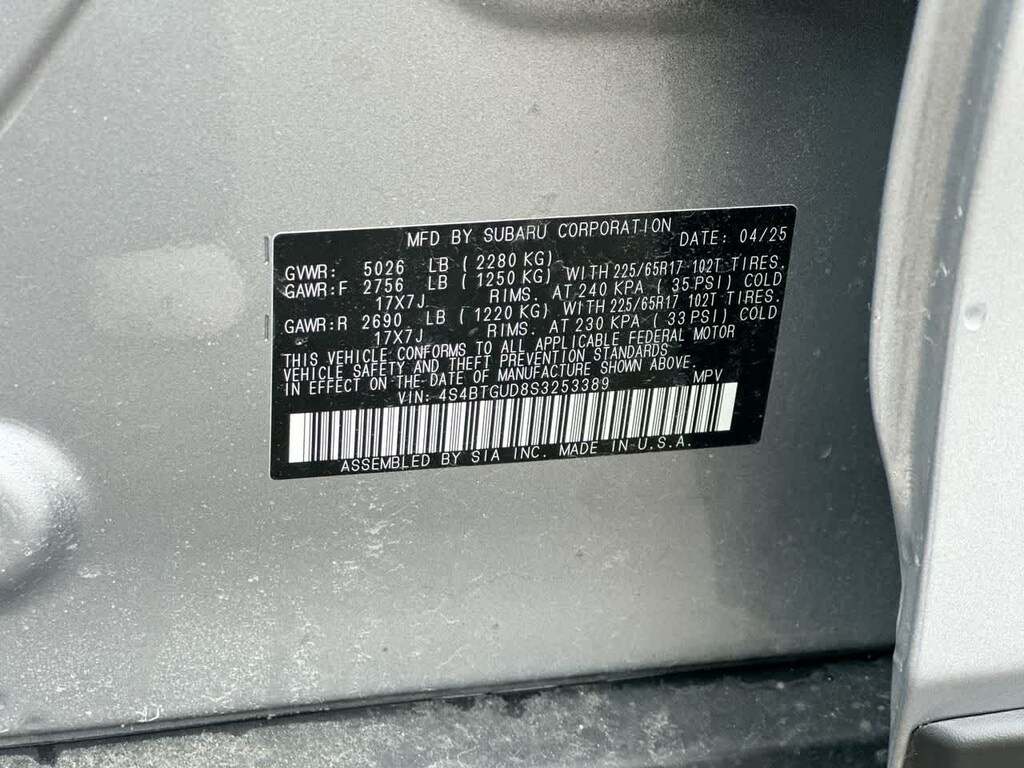 MFD BY SUBARU CORPORATION DATE: 04/25
GVWR: 5026 LB ( 2280 KG)
GAWR:F 2756 LB ( 1250 KG) WITH 225/65R17 102T TIRES.
17X7J RIMS. AT 240 KPA ( 35.PSI) COLD
GAWR:R 2690 LB ( 1220 KG) WITH 225/65R17 102T TIRES.
17X7J RIMS. AT 230 KPA ( 33 PSI) COLD
THIS VEHICLE CONFORMS TO ALL APPLICABLE FEDERAL MOTOR
VEHICLE SAFETY AND THEFT PREVENTION STANDARDS
IN EFFECT ON THE DATE OF MANUFACTURE SHOWN ABOVE.
VIN: 4S4BTGUD8S3253389 MPV
ASSEMBLED BY SIA INC. MADE IN U.S.A.